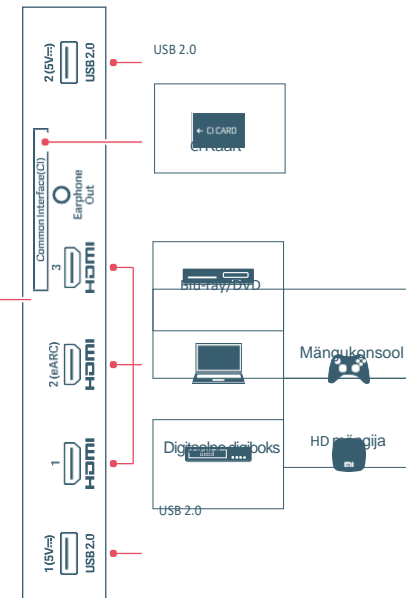 2 (5V⎓)
USB 2.0
USB 2.0
← CI CARD
CI Kaart
Common Interface(CI)
Earphone
Out
3
HDMI
Blu-ray/DVD
2 (eARC)
HDMI
Mängukonsool
1
HDMI
Digitaalne digiboks
HD mängija
mi
USB 2.0
1 (5V⎓)
USB 2.0